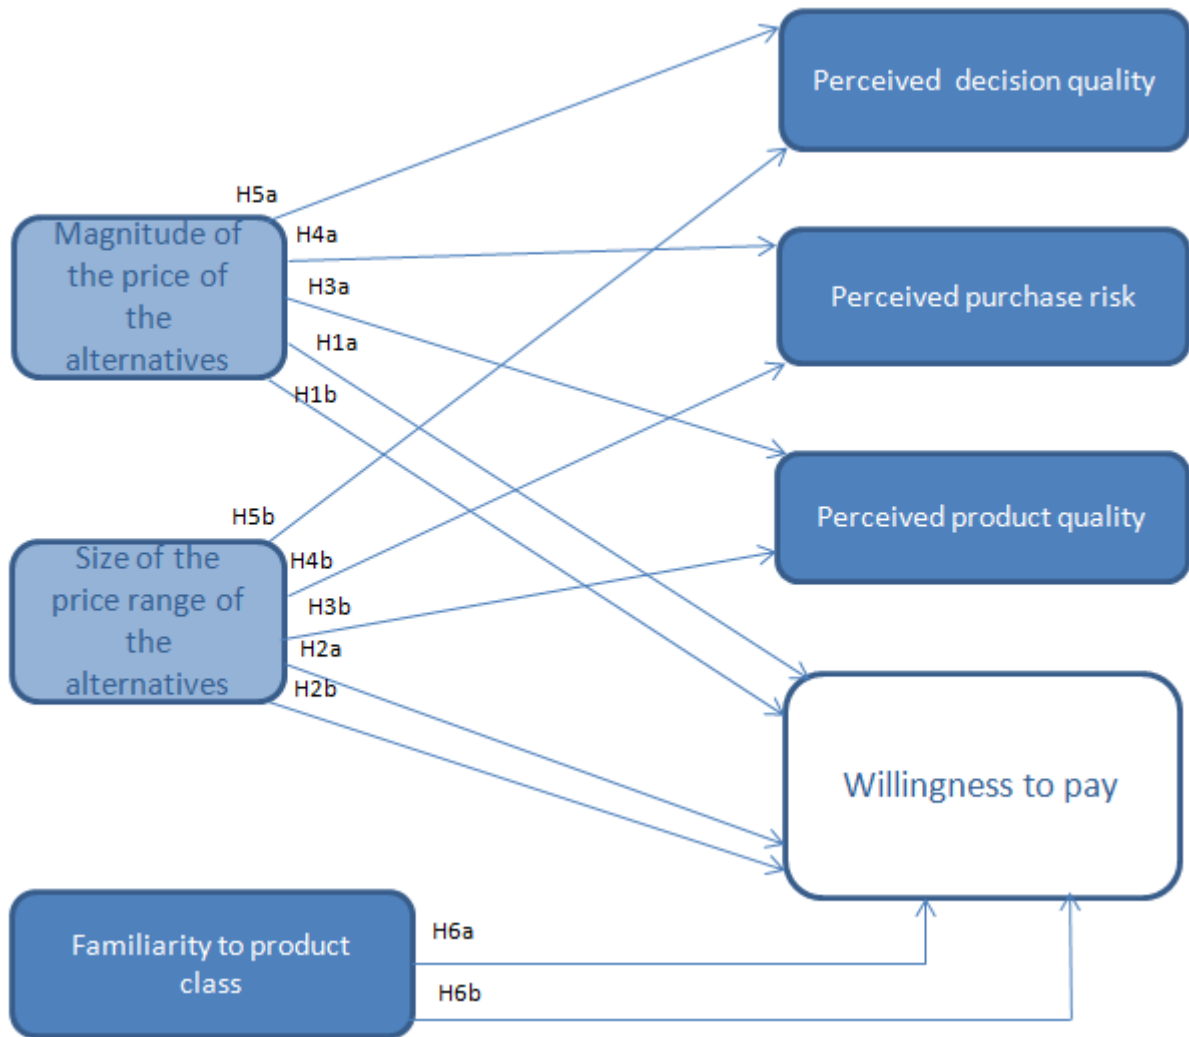 Perceived  decision quality
H5a
Magnitude of
the price of
the
alternatives
H4a
H3a
H1a
H1b
Perceived purchase risk
Perceived product quality
H5b
Size of the
price range of
the
alternatives
H4b
H3b
H2a
H2b
Willingness to pay
Familiarity to product
class
H6a
H6b